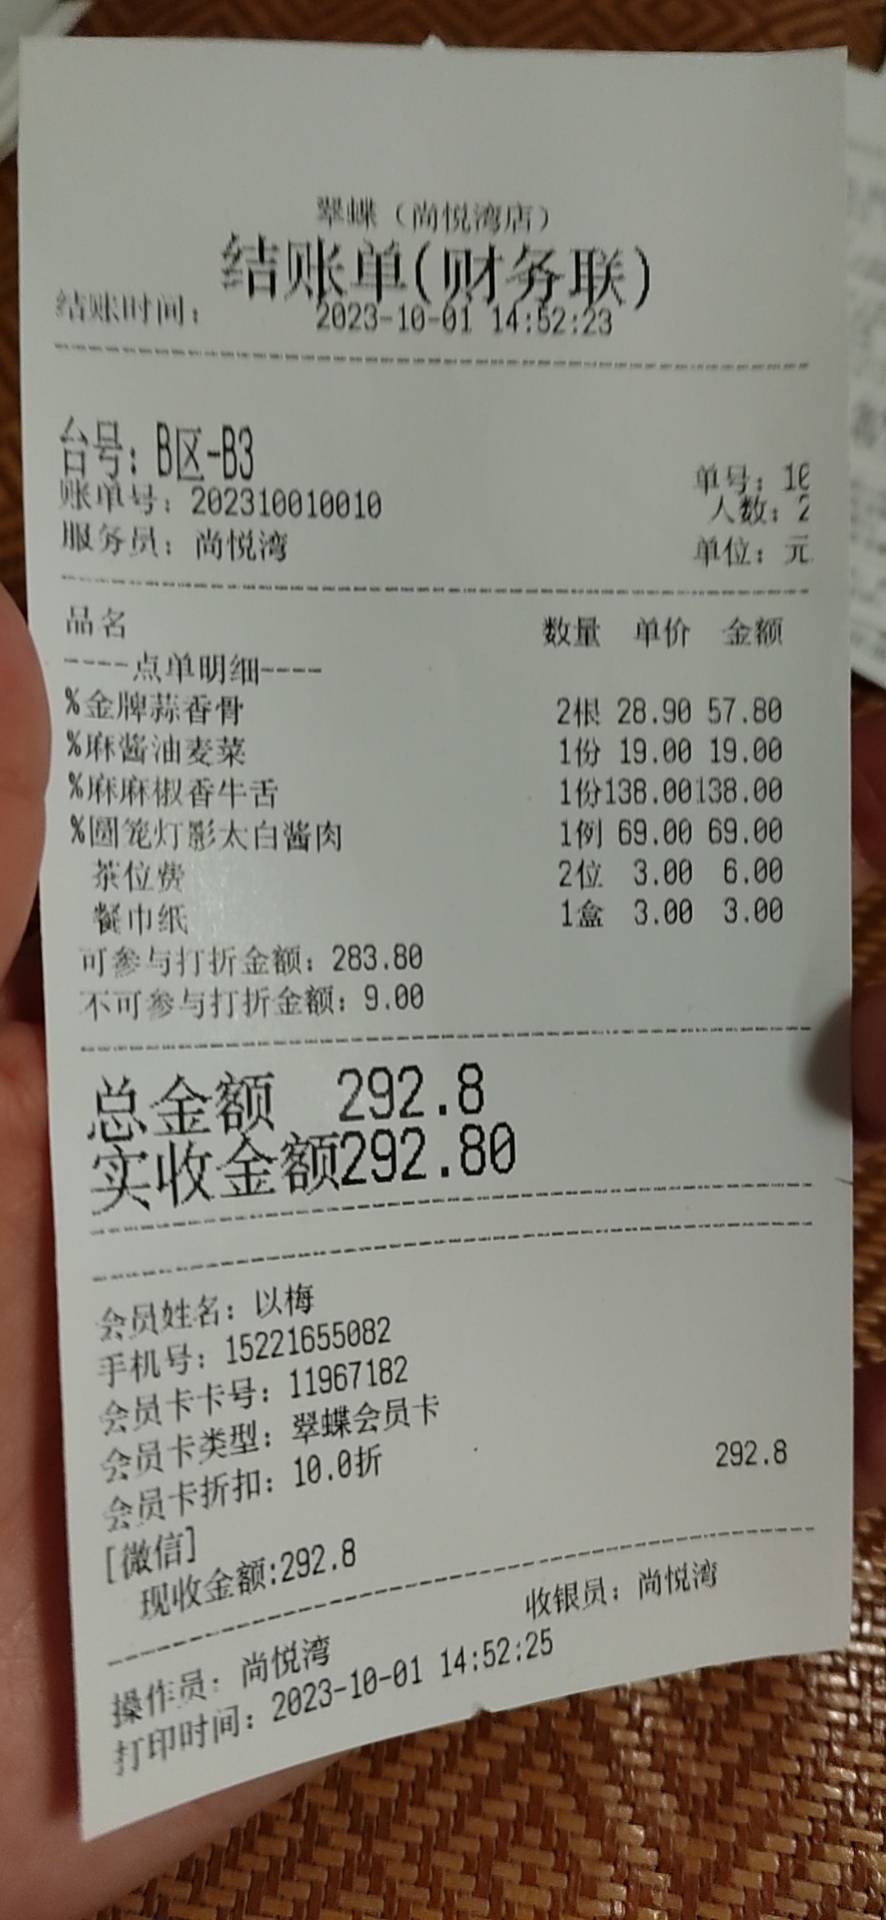 翠蝶（尚悦湾店）
结账单(财务联)
结账时间： 2023-10-01 14:52:23
台号：B区-B3
账单号：202310010010 单号：10
服务员：尚悦湾 人数：2
单位：元
品名 数量 单价 金额
----点单明细----
%金牌蒜香骨 2根 28.90 57.80
%麻酱油麦菜 1份 19.00 19.00
%麻麻椒香牛舌 1份138.00138.00
%圆笼灯影太白酱肉 1例 69.00 69.00
茶位费 2位 3.00 6.00
餐巾纸 1盒 3.00 3.00
可参与打折金额：283.80
不可参与打折金额：9.00
总金额 292.8
实收金额292.80
会员姓名：以梅
手机号：15221655082
会员卡卡号：11967182
会员卡类型：翠蝶会员卡
会员卡折扣：10.0折
[微信] 292.8
现收金额:292.8
操作员：尚悦湾 收银员：尚悦湾
打印时间：2023-10-01 14:52:25